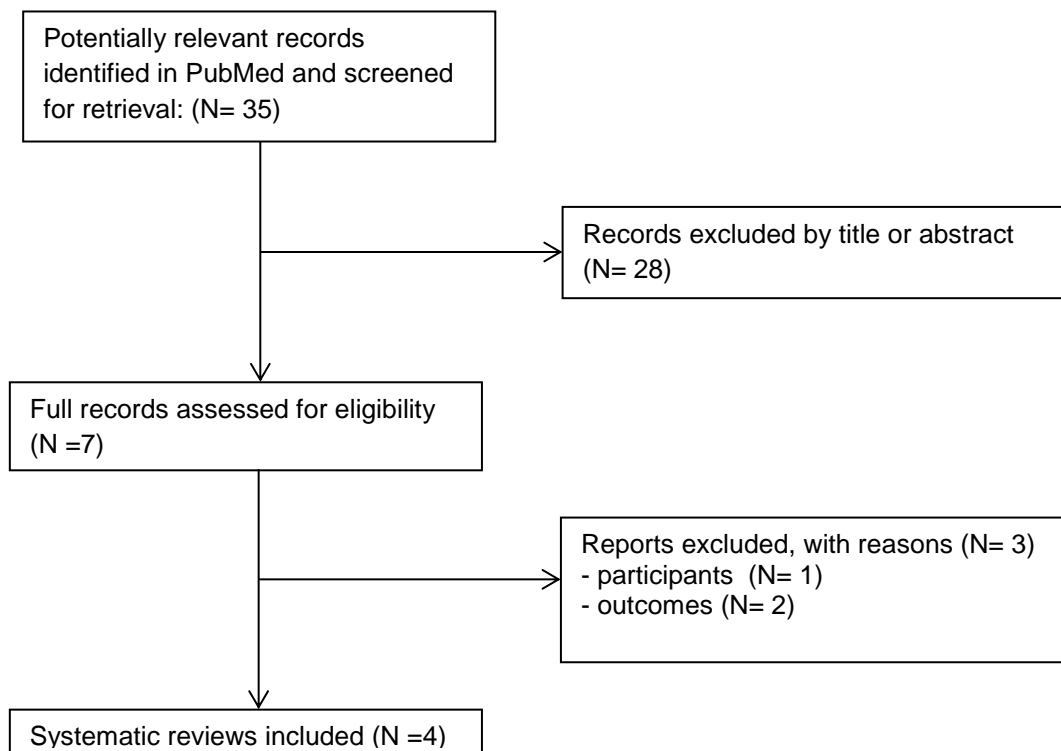 Potentially relevant records
identified in PubMed and screened
for retrieval: (N= 35)
Records excluded by title or abstract
(N= 28)
Full records assessed for eligibility
(N =7)
Reports excluded, with reasons (N= 3)
- participants  (N= 1)
- outcomes (N= 2)
Systematic reviews included (N =4)